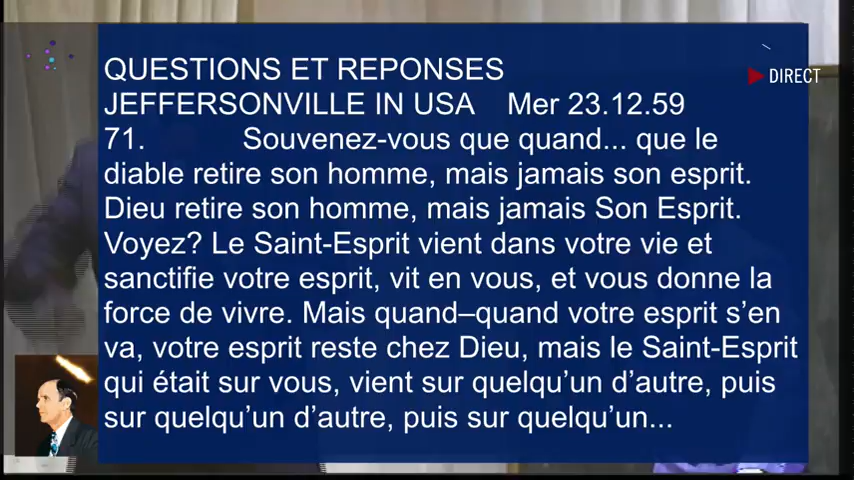 QUESTIONS ET REPONSES
DIRECT
JEFFERSONVILLE IN USA Mer 23.12.59
71. Souvenez-vous que quand... que le
diable retire son homme, mais jamais son esprit.
Dieu retire son homme, mais jamais Son Esprit.
Voyez? Le Saint-Esprit vient dans votre vie et
sanctifie votre esprit, vit en vous, et vous donne la
force de vivre. Mais quand–quand votre esprit s’en
va, votre esprit reste chez Dieu, mais le Saint-Esprit
qui était sur vous, vient sur quelqu’un d’autre, puis
sur quelqu’un d’autre, puis sur quelqu’un...